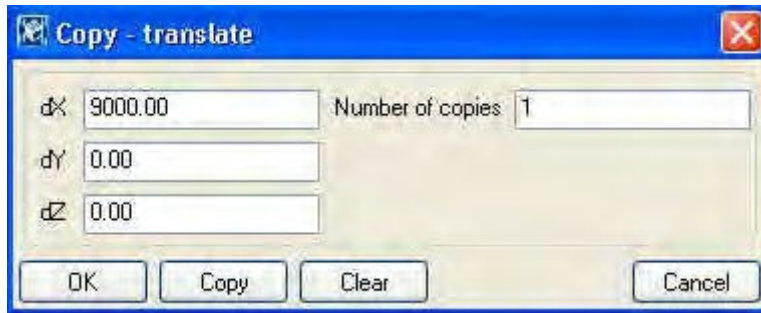 Copy - translate
dX 9000.00 Number of copies 1
dY 0.00
dZ 0.00
OK Copy Clear Cancel